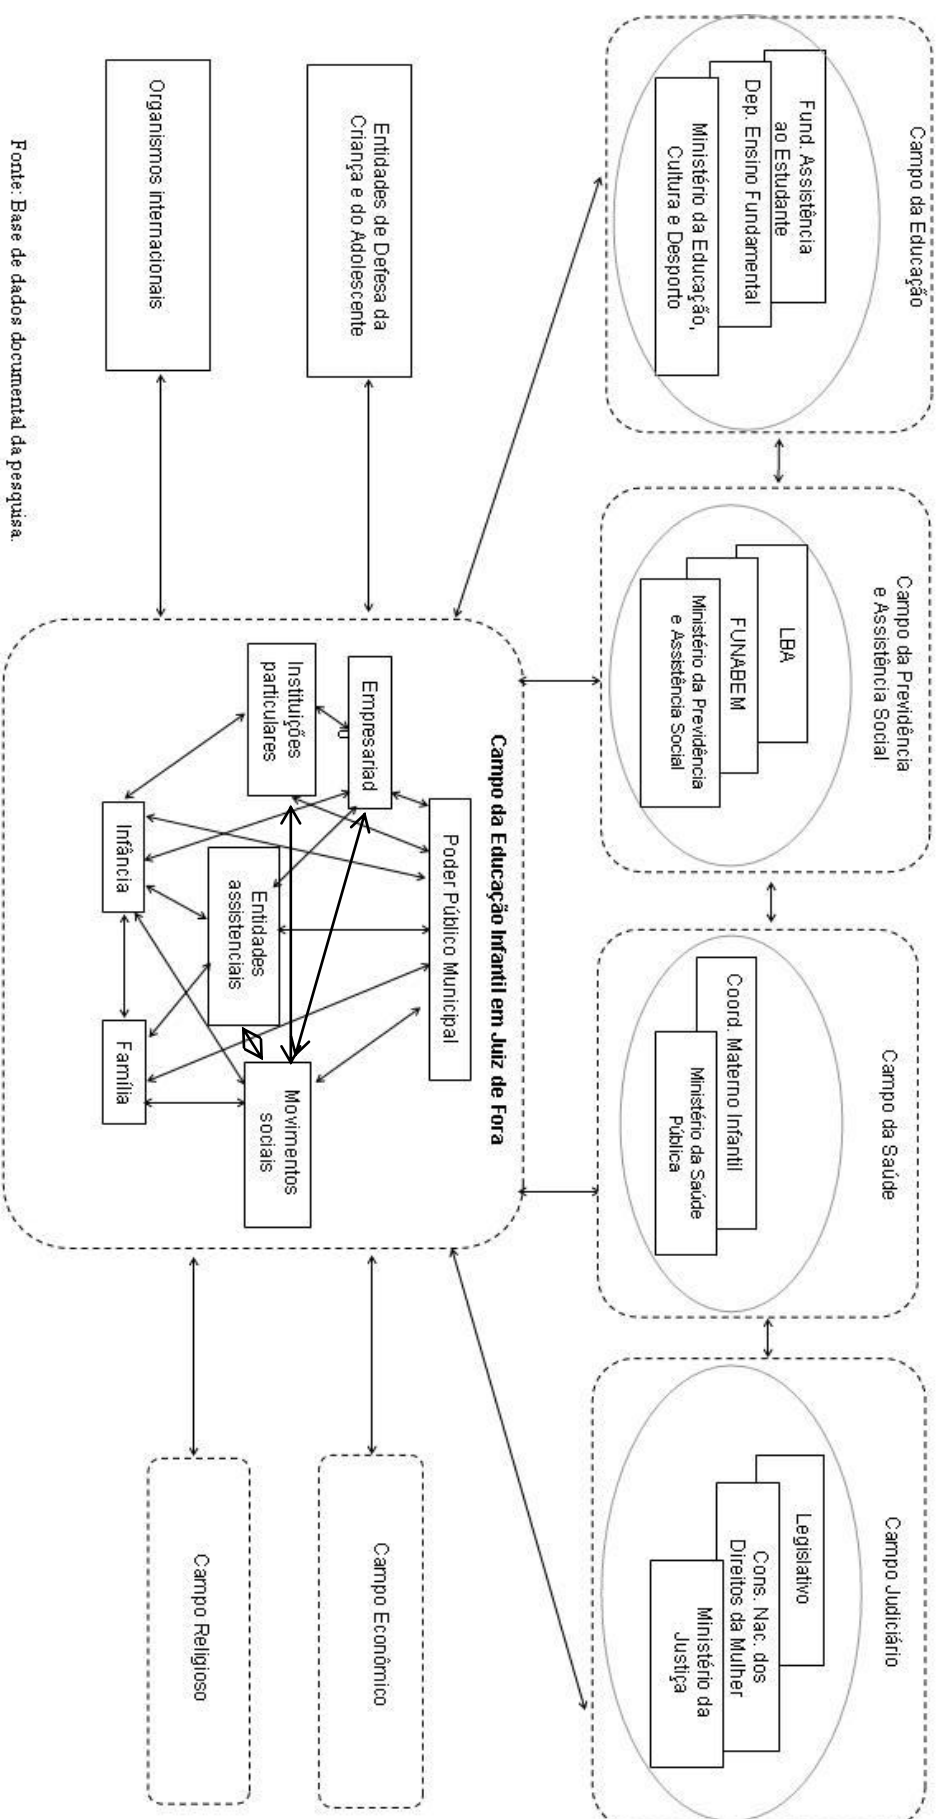 Campo da Educação
Fund. Assistência
ao Estudante
Dep. Ensino Fundamental
Ministério da Educação,
Cultura e Desporto
Campo da Previdência
e Assistência Social
LBA
FUNABEM
Ministério da Previdência
e Assistência Social
Campo da Saúde
Coord. Materno Infantil
Ministério da Saúde
Pública
Campo Judiciário
Legislativo
Cons. Nac. dos
Direitos da Mulher
Ministério da
Justiça
Entidades de Defesa da
Criança e do Adolescente
Organismos internacionais
Campo da Educação Infantil em Juiz de Fora
Poder Público Municipal
Empresariad
o
Instituições
particulares
Entidades
assistenciais
Movimentos
sociais
Infância
Família
Campo Econômico
Campo Religioso
Fonte: Base de dados documental da pesquisa.